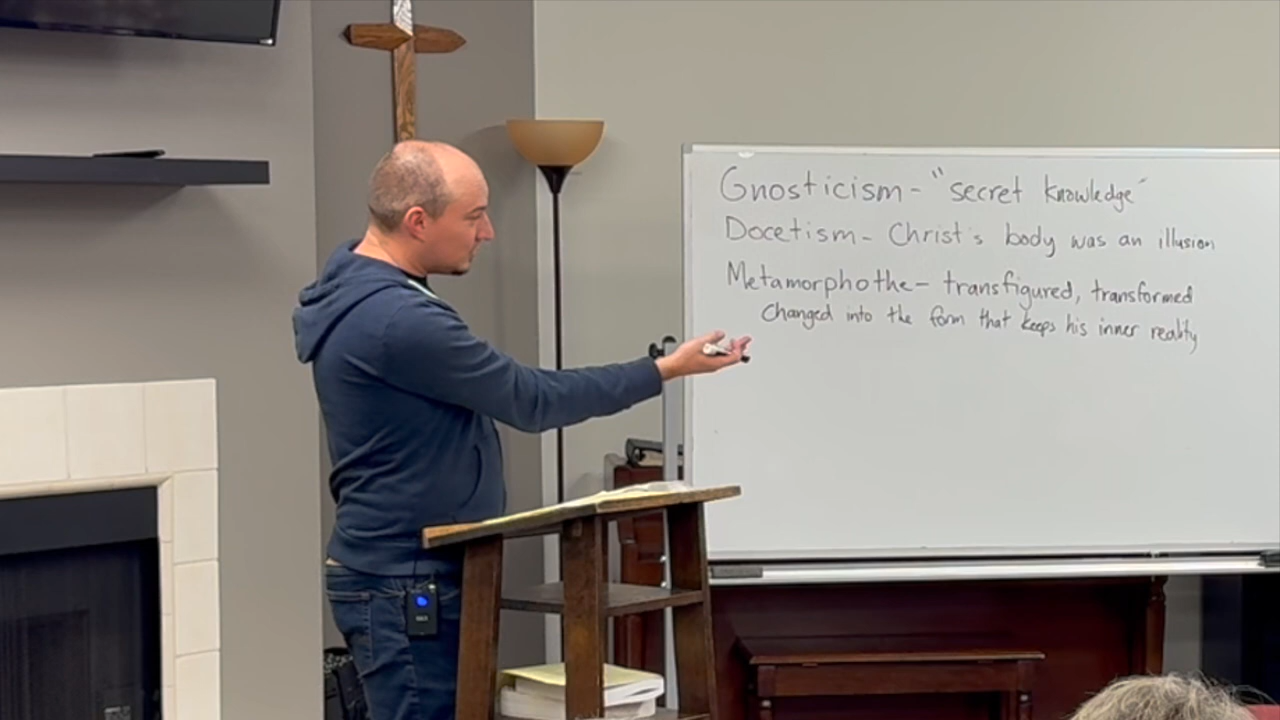 Gnosticism - "secret knowledge"
Docetism - Christ's body was an illusion
Metamorphothe - transfigured, transformed
Changed into the form that keeps his inner reality